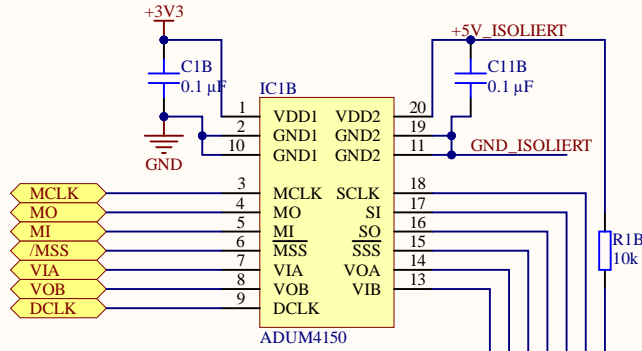 +3V3
+5V_ISOLIERT
C1B
0.1 µF
C11B
0.1 µF
IC1B
1 VDD1 VDD2 20
2 GND1 GND2 19
10 GND1 GND2 11
GND_ISOLIERT
GND
MCLK 3 MCLK SCLK 18
MO 4 MO SI 17
MI 5 MI SO 16
/MSS 6 MSS SSS 15
VIA 7 VIA VOA 14
VOB 8 VOB VIB 13
DCLK 9 DCLK
R1B
10k
ADUM4150